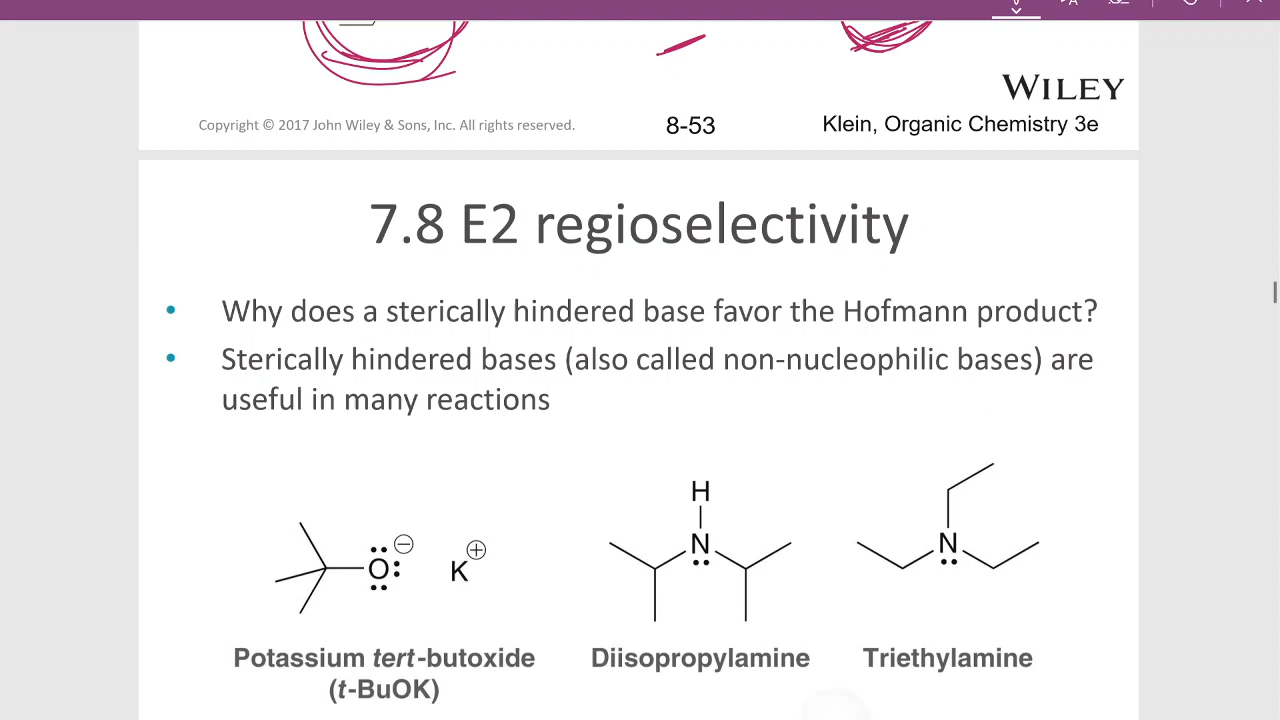 WILEY
Copyright © 2017 John Wiley & Sons, Inc. All rights reserved.
8-53
Klein, Organic Chemistry 3e
7.8 E2 regioselectivity
• Why does a sterically hindered base favor the Hofmann product?
• Sterically hindered bases (also called non-nucleophilic bases) are
useful in many reactions
O: ⊖ K ⊕
H
N
N
Potassium tert-butoxide
(t-BuOK)
Diisopropylamine
Triethylamine